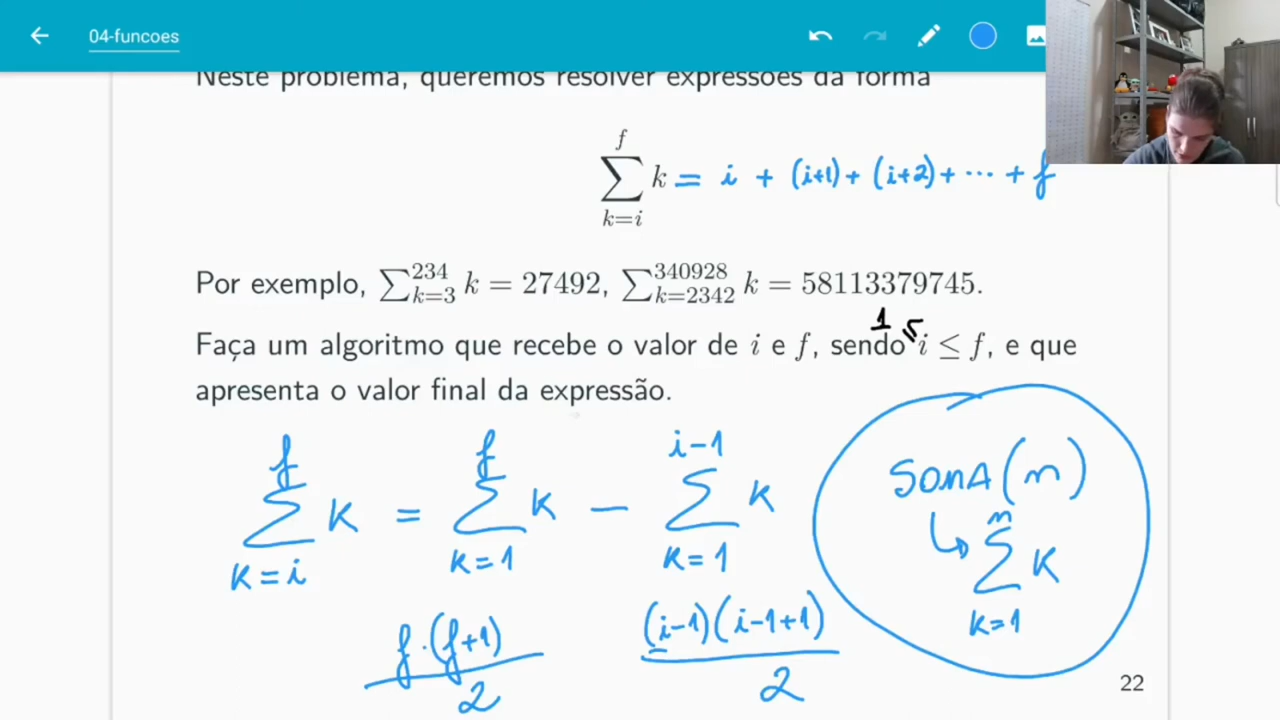 04-funcoes
Neste problema, queremos resolver expressões da forma
f
∑ k = i + (i+1) + (i+2) + ... + f
k=i
Por exemplo, ∑_{k=3}^{234} k = 27492, ∑_{k=2342}^{340928} k = 58113379745.
1 ≤
Faça um algoritmo que recebe o valor de i e f, sendo i ≤ f, e que
apresenta o valor final da expressão.
f f i-1
∑ k = ∑ k - ∑ k
k=i k=1 k=1
f·(f+1) (i-1)(i-1+1)
2 2
SOMA(n)
n
↳ ∑ k
k=1
22